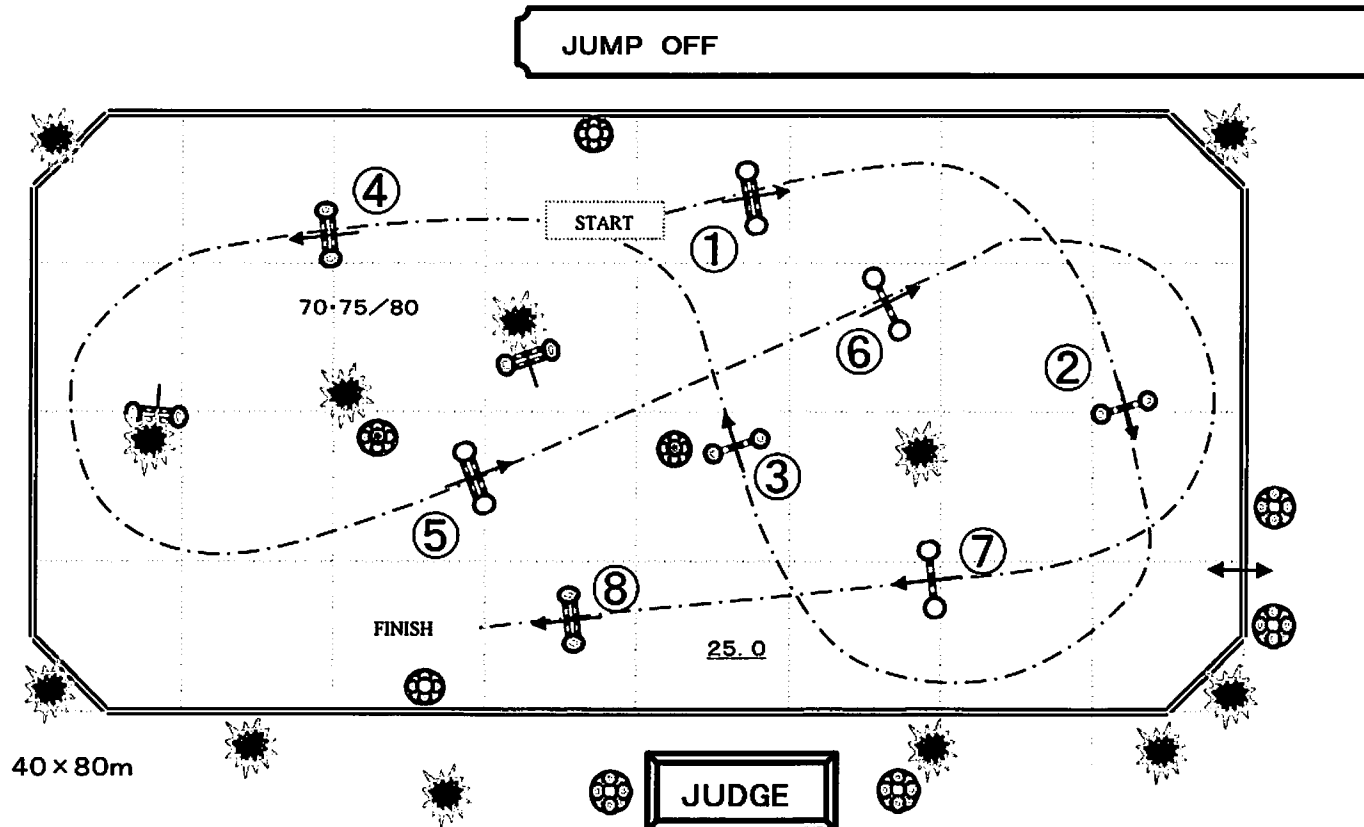 JUMP OFF
④
START
①
70・75/80
⑥
②
③
⑤
⑦
⑧
FINISH
25.0
40×80m
JUDGE